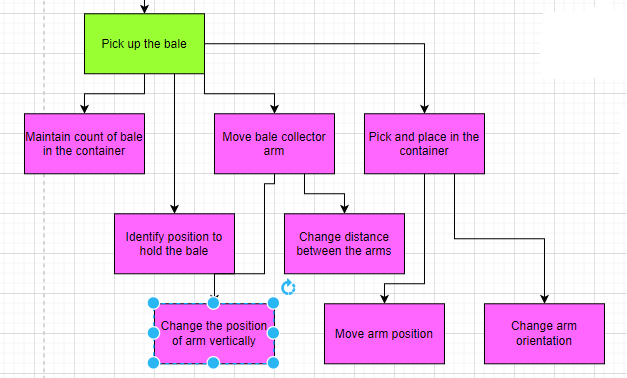 Pick up the bale
Maintain count of bale
in the container
Move bale collector
arm
Pick and place in the
container
Identify position to
hold the bale
Change distance
between the arms
Change the position
of arm vertically
Move arm position
Change arm
orientation